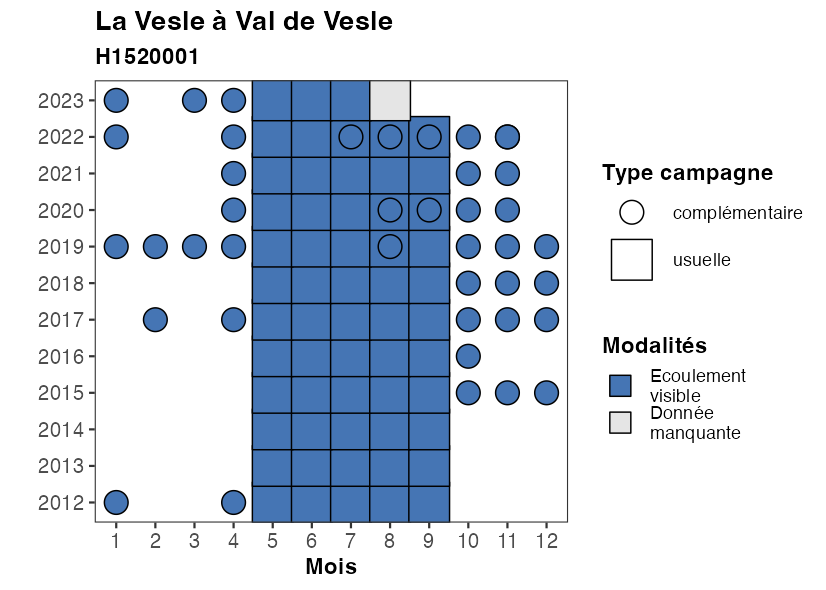 La Vesle à Val de Vesle
H1520001
2023
2022
2021
2020
2019
2018
2017
2016
2015
2014
2013
2012
1 2 3 4 5 6 7 8 9 10 11 12
Mois
Type campagne
complémentaire
usuelle
Modalités
Ecoulement
visible
Donnée
manquante